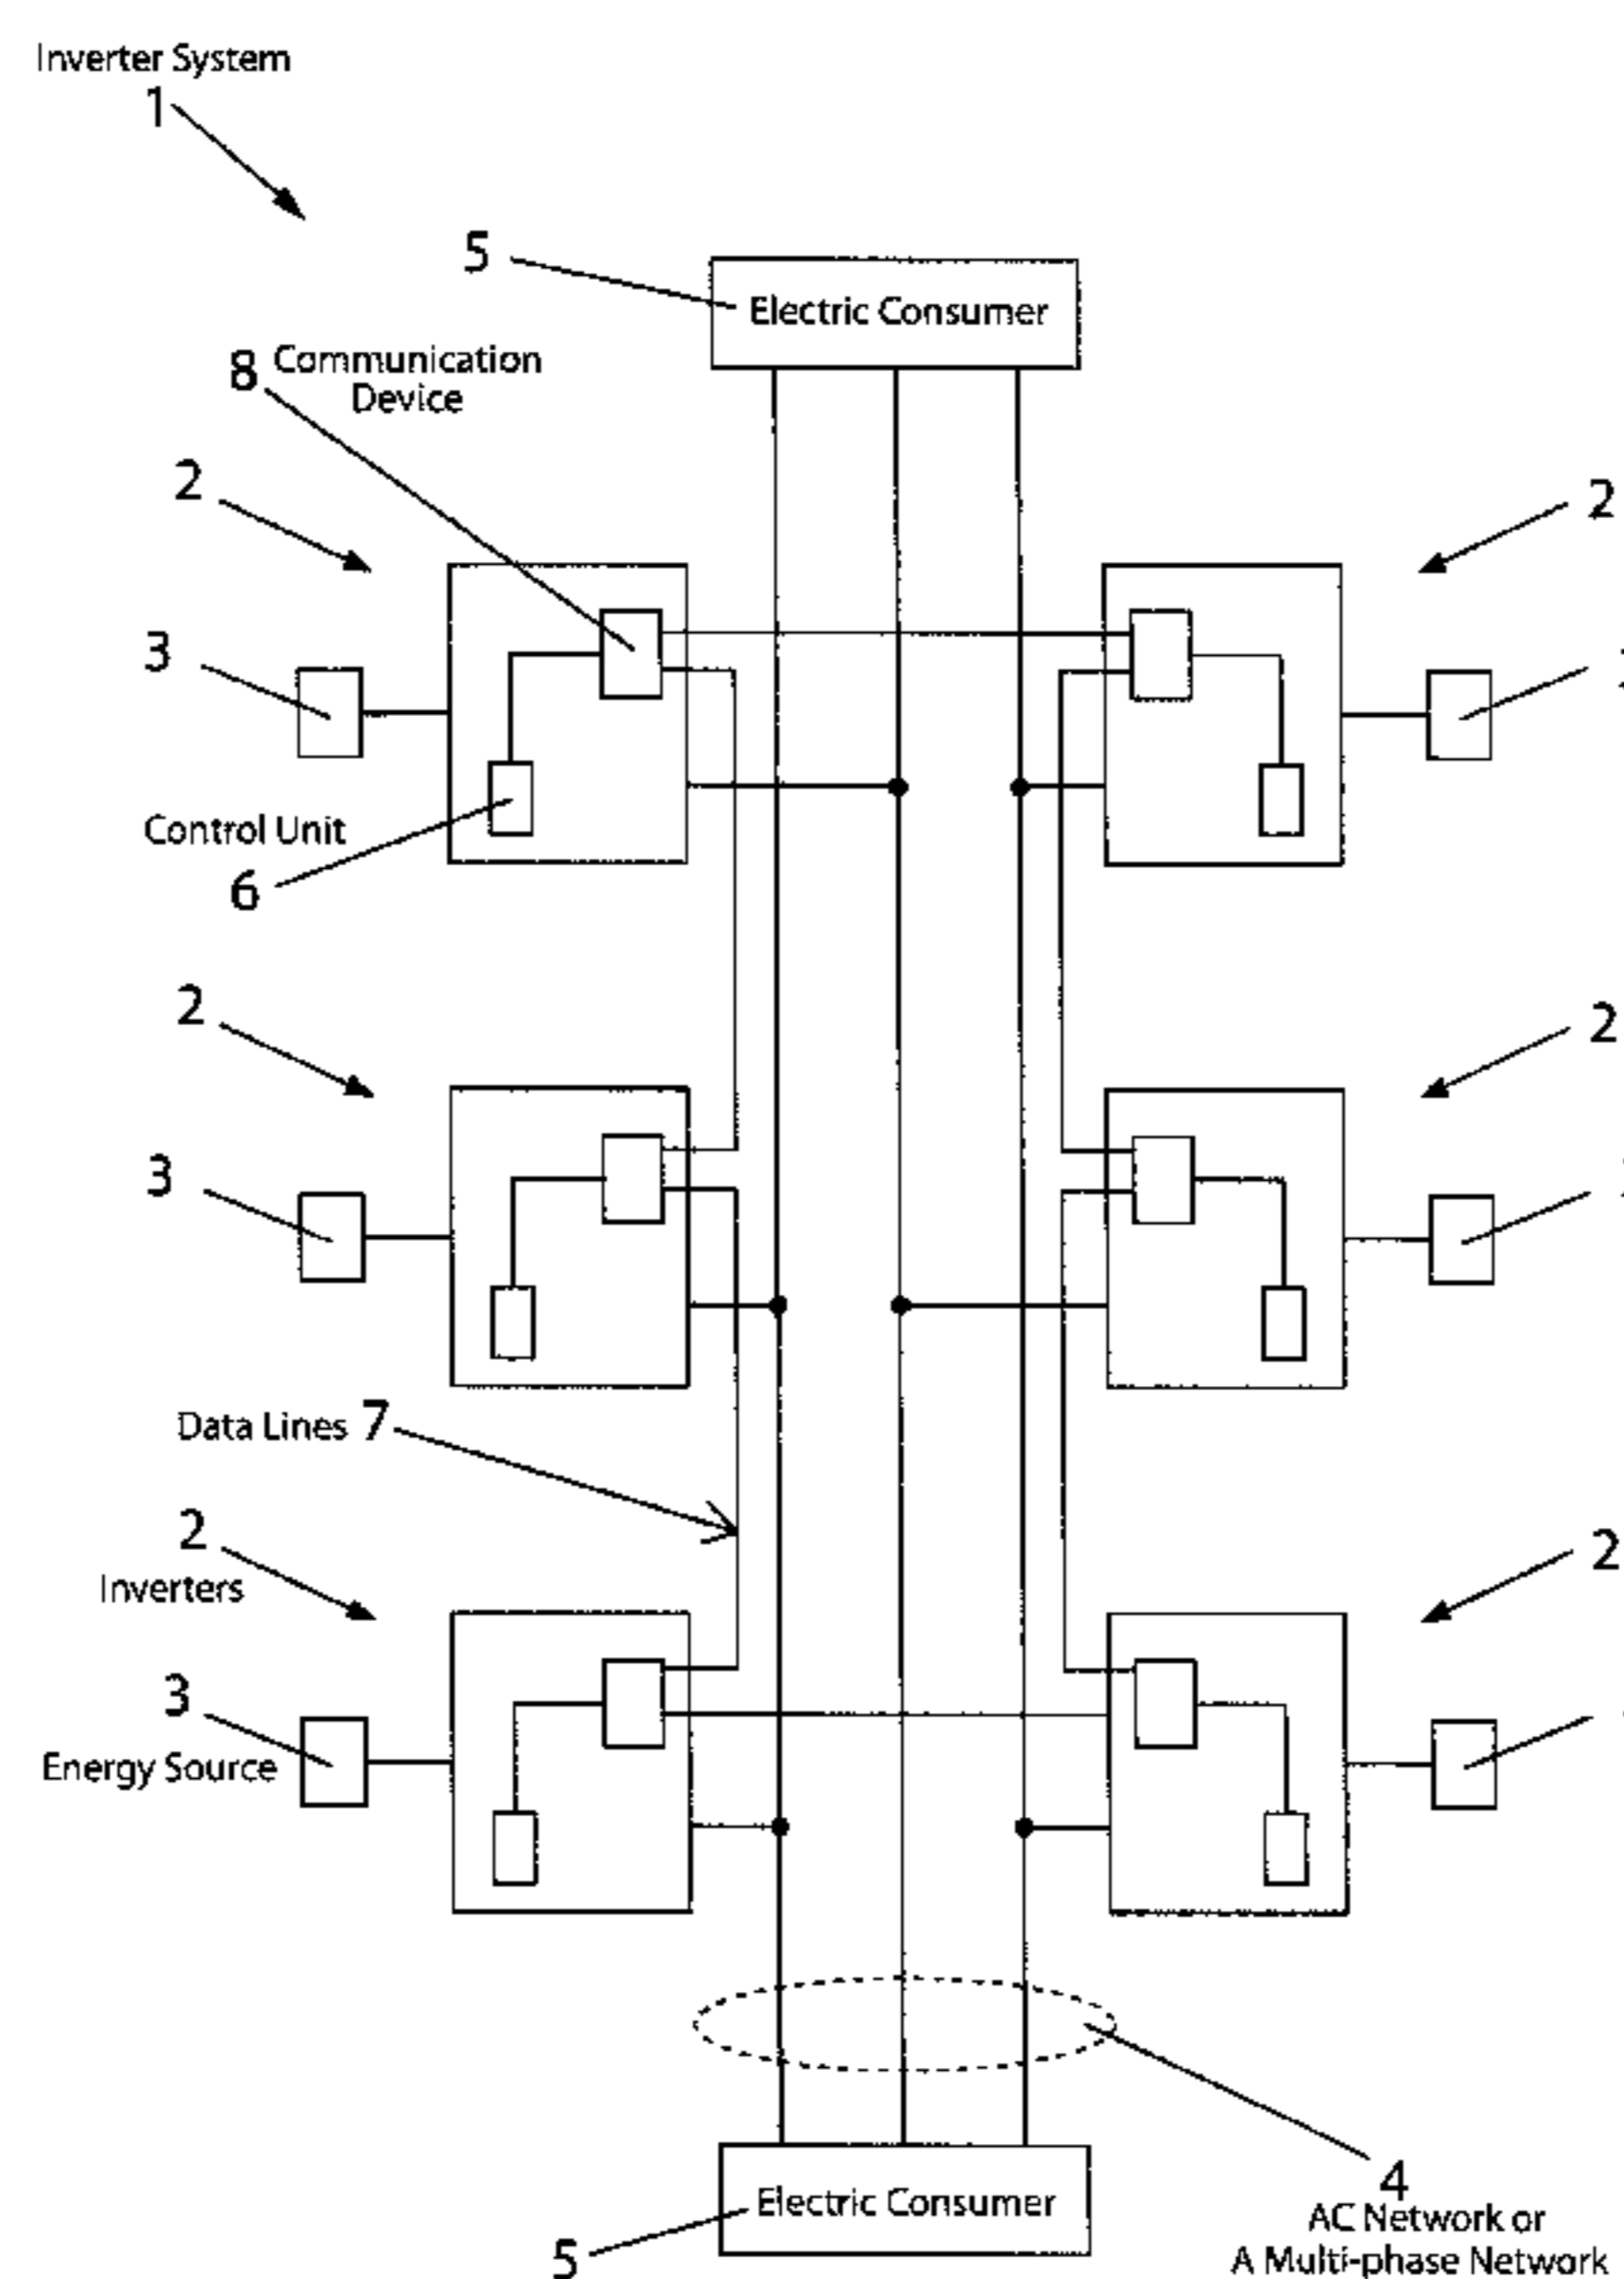 Inverter System
1
5
Electric Consumer
8 Communication
Device
2
2
3
Control Unit
6
2
2
3
Data Lines 7
2
2
Inverters
3
Energy Source
4
Electric Consumer
5
AC Network or
A Multi-phase Network